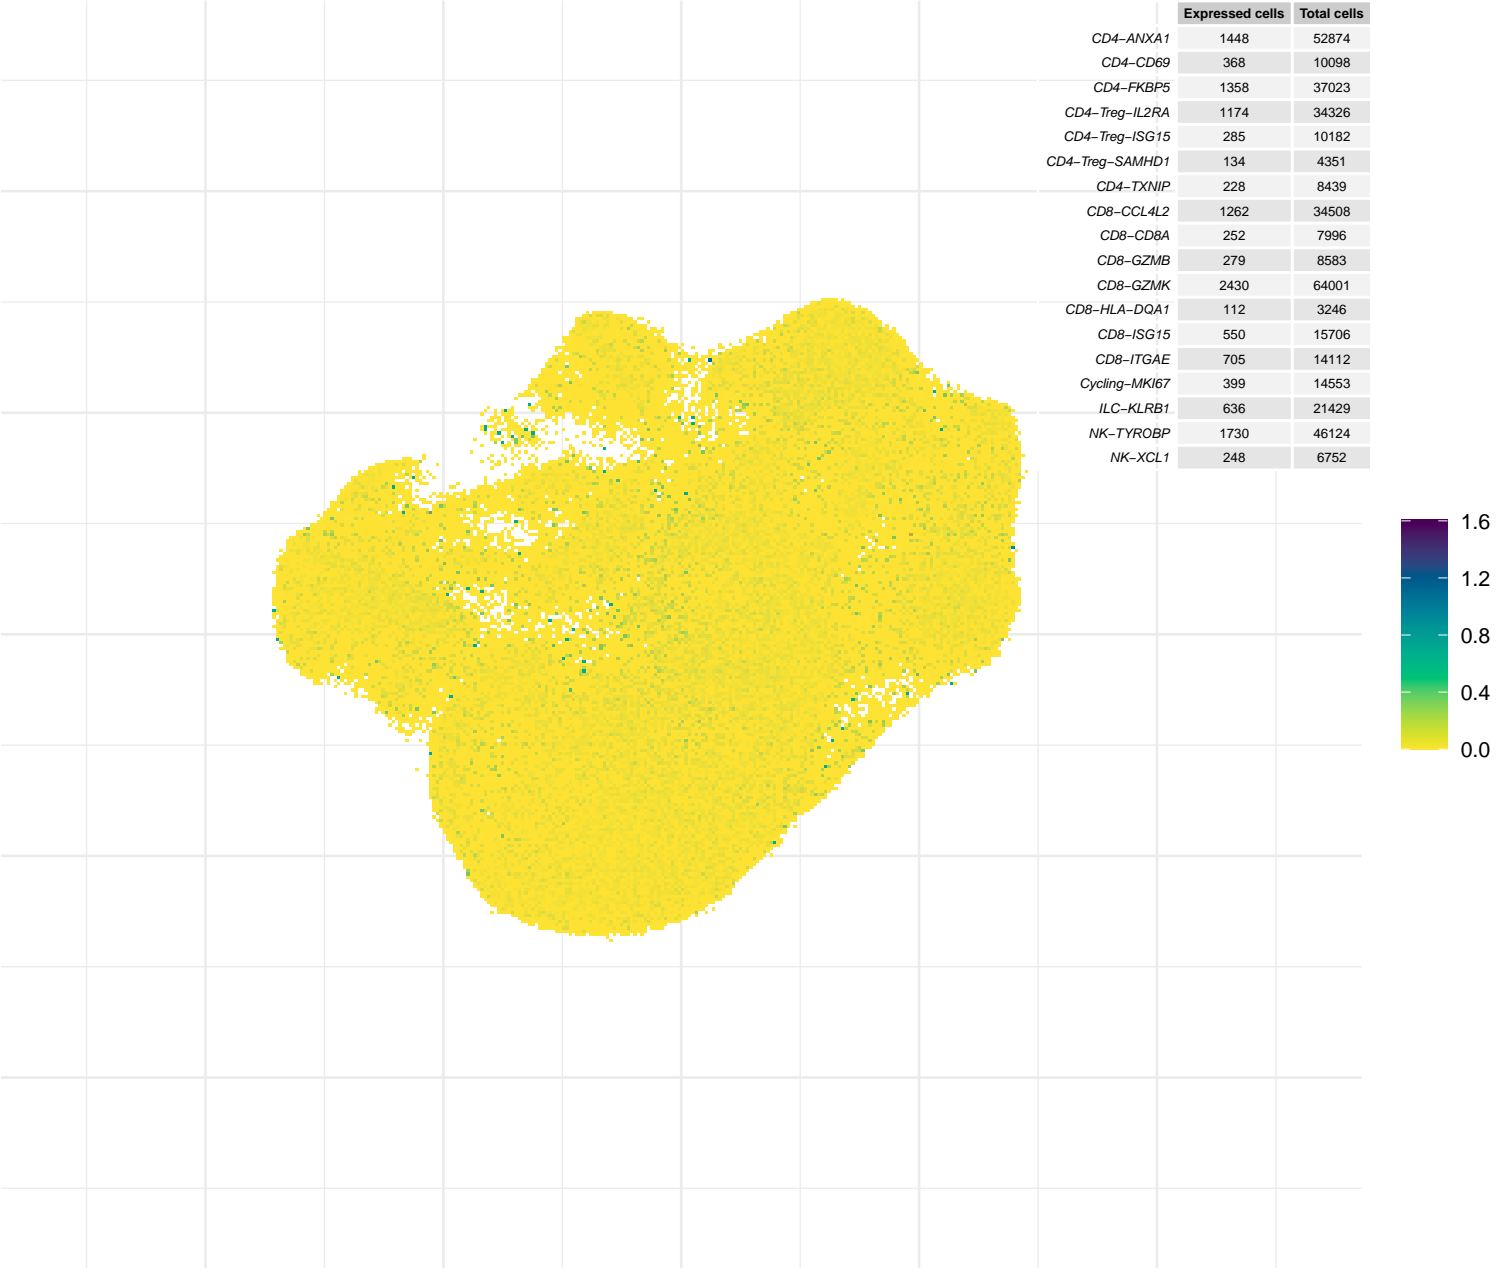 Expressed cells Total cells
CD4−ANXA1 1448 52874
CD4−CD69 368 10098
CD4−FKBP5 1358 37023
CD4−Treg−IL2RA 1174 34326
CD4−Treg−ISG15 285 10182
CD4−Treg−SAMHD1 134 4351
CD4−TXNIP 228 8439
CD8−CCL4L2 1262 34508
CD8−CD8A 252 7996
CD8−GZMB 279 8583
CD8−GZMK 2430 64001
CD8−HLA−DQA1 112 3246
CD8−ISG15 550 15706
CD8−ITGAE 705 14112
Cycling−MKI67 399 14553
ILC−KLRB1 636 21429
NK−TYROBP 1730 46124
NK−XCL1 248 6752
1.6
1.2
0.8
0.4
0.0